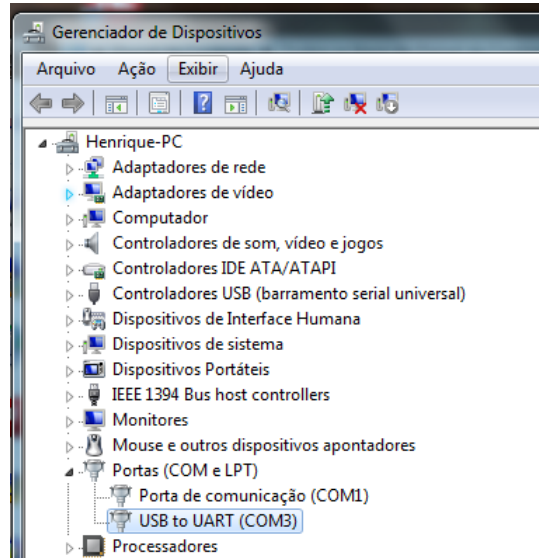 Gerenciador de Dispositivos
Arquivo Ação Exibir Ajuda
Henrique-PC
Adaptadores de rede
Adaptadores de vídeo
Computador
Controladores de som, vídeo e jogos
Controladores IDE ATA/ATAPI
Controladores USB (barramento serial universal)
Dispositivos de Interface Humana
Dispositivos de sistema
Dispositivos Portáteis
IEEE 1394 Bus host controllers
Monitores
Mouse e outros dispositivos apontadores
Portas (COM e LPT)
Porta de comunicação (COM1)
USB to UART (COM3)
Processadores